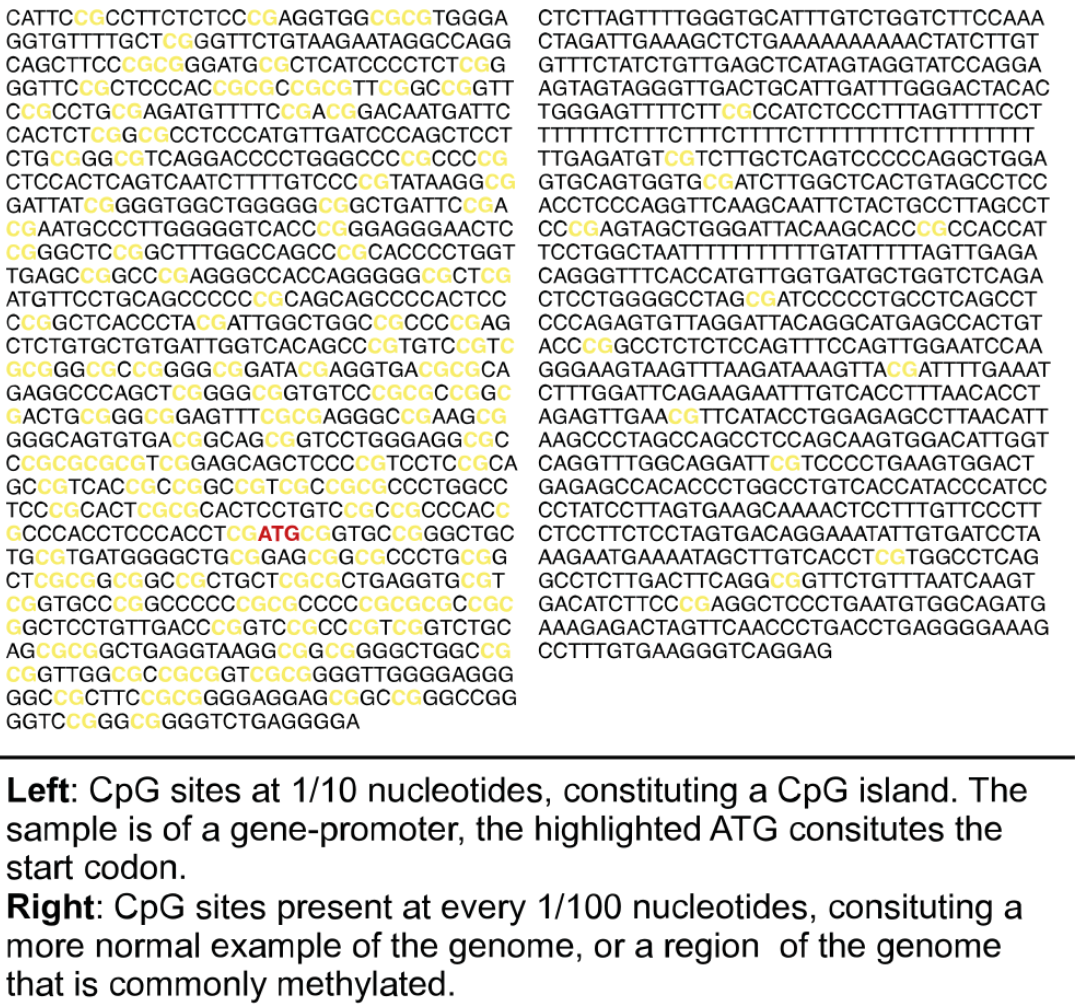 CATTCCGCCTTCTCTCCCGAGGTGGCGCGTGGGA
GGTGTTTTGCTCGGGTTCTGTAAGAATAGGCCAGG
CAGCTTCCCGCGGGATGCGCTCATCCCCTCTCGG
GGTTCCGCTCCCACCGCGCCGCGTTCGGCCGGTT
CCGCCTGCGAGATGTTTTCCGACGGACAATGATTC
CACTCTCGGCGCCTCCCATGTTGATCCCAGCTCCT
CTGCGGGCGTCAGGACCCCTGGGCCCCGCCCCG
CTCCACTCAGTCAATCTTTTGTCCCCGTATAAGGCG
GATTATCGGGGTGGCTGGGGGCGGCTGATTCCGA
CGAATGCCCTTGGGGGTCACCCGGGAGGGAACTC
CGGGCTCCGGCTTTGGCCAGCCCGCACCCCTGGT
TGAGCCGGCCCGAGGGCCACCAGGGGGCGCTCG
ATGTTCCTGCAGCCCCCCGCAGCAGCCCCACTCC
CCGGCTCACCCTACGATTGGCTGGCCGCCCCGAG
CTCTGTGCTGTGATTGGTCACAGCCCGTGTCCGTC
GCGGGCGCCGGGGCGGATACGAGGTGACGCGCA
GAGGCCCAGCTCGGGGCGGTGTCCCGCGCCGGC
GACTGCGGGCGGAGTTTCGCGAGGGCCGAAGCG
GGGCAGTGTGACGGCAGCGGTCCTGGGAGGCGC
CCGCGCGCGTCGGAGCAGCTCCCCGTCCTCCGCA
GCCGTCACCGCCGGCCGTCGCCGCGCCCTGGCC
TCCCGCACTCGCGCACTCCTGTCCGCCGCCCACC
GCCCACCTCCCACCTCGATGCGGTGCCGGGCTGC
TGCGTGATGGGGCTGCGGAGCGGCGCCCTGCGG
CTCGCGGCGGCCGCTGCTCGCGCTGAGGTGCGT
CGGTGCCCGGCCCCCCGCGCCCCCGCGCGCCGC
GGCTCCTGTTGACCCGGTCCGCCCGTCGGTCTGC
AGCGCGGCTGAGGTAAGGCGGCGGGGCTGGCCG
CGGTTGGCGCCGCGGTCGCGGGGTTGGGGAGGG
GGCCGCTTCCGCGGGGAGGAGCGGCCGGGCCGG
GGTCCGGGCGGGGTCTGAGGGGA
CTCTTAGTTTTGGGTGCATTTGTCTGGTCTTCCAAA
CTAGATTGAAAGCTCTGAAAAAAAAAACTATCTTGT
GTTTCTATCTGTTGAGCTCATAGTAGGTATCCAGGA
AGTAGTAGGGTTGACTGCATTGATTTGGGACTACAC
TGGGAGTTTTCTTCGCCATCTCCCTTTAGTTTTCCT
TTTTTTCTTTCTTTCTTTTCTTTTTTTTTCTTTTTTTTT
TTGAGATGTCGTCTTGCTCAGTCCCCCAGGCTGGA
GTGCAGTGGTGCGATCTTGGCTCACTGTAGCCTCC
ACCTCCCAGGTTCAAGCAATTCTACTGCCTTAGCCT
CCCGAGTAGCTGGGATTACAAGCACCCGCCACCAT
TCCTGGCTAATTTTTTTTTTTGTATTTTTAGTTGAGA
CAGGGTTTCACCATGTTGGTGATGCTGGTCTCAGA
CTCCTGGGGCCTAGCGATCCCCCTGCCTCAGCCT
CCCAGAGTGTTAGGATTACAGGCATGAGCCACTGT
ACCCGGCCTCTCTCCAGTTTCCAGTTGGAATCCAA
GGGAAGTAAGTTTAAGATAAAGTTACGATTTTGAAAT
CTTTGGATTCAGAAGAATTTGTCACCTTTAACACCT
AGAGTTGAACGTTCATACCTGGAGAGCCTTAACATT
AAGCCCTAGCCAGCCTCCAGCAAGTGGACATTGGT
CAGGTTTGGCAGGATTCGTCCCCTGAAGTGGACT
GAGAGCCACACCCTGGCCTGTCACCATACCCATCC
CCTATCCTTAGTGAAGCAAAACTCCTTTGTTCCCTT
CTCCTTCTCCTAGTGACAGGAAATATTGTGATCCTA
AAGAATGAAAATAGCTTGTCACCTCGTGGCCTCAG
GCCTCTTGACTTCAGGCGGTTCTGTTTAATCAAGT
GACATCTTCCCGAGGCTCCCTGAATGTGGCAGATG
AAAGAGACTAGTTCAACCCTGACCTGAGGGGAAAG
CCTTTGTGAAGGGTCAGGAG
Left: CpG sites at 1/10 nucleotides, constituting a CpG island. The
sample is of a gene-promoter, the highlighted ATG consitutes the
start codon.
Right: CpG sites present at every 1/100 nucleotides, consituting a
more normal example of the genome, or a region of the genome
that is commonly methylated.